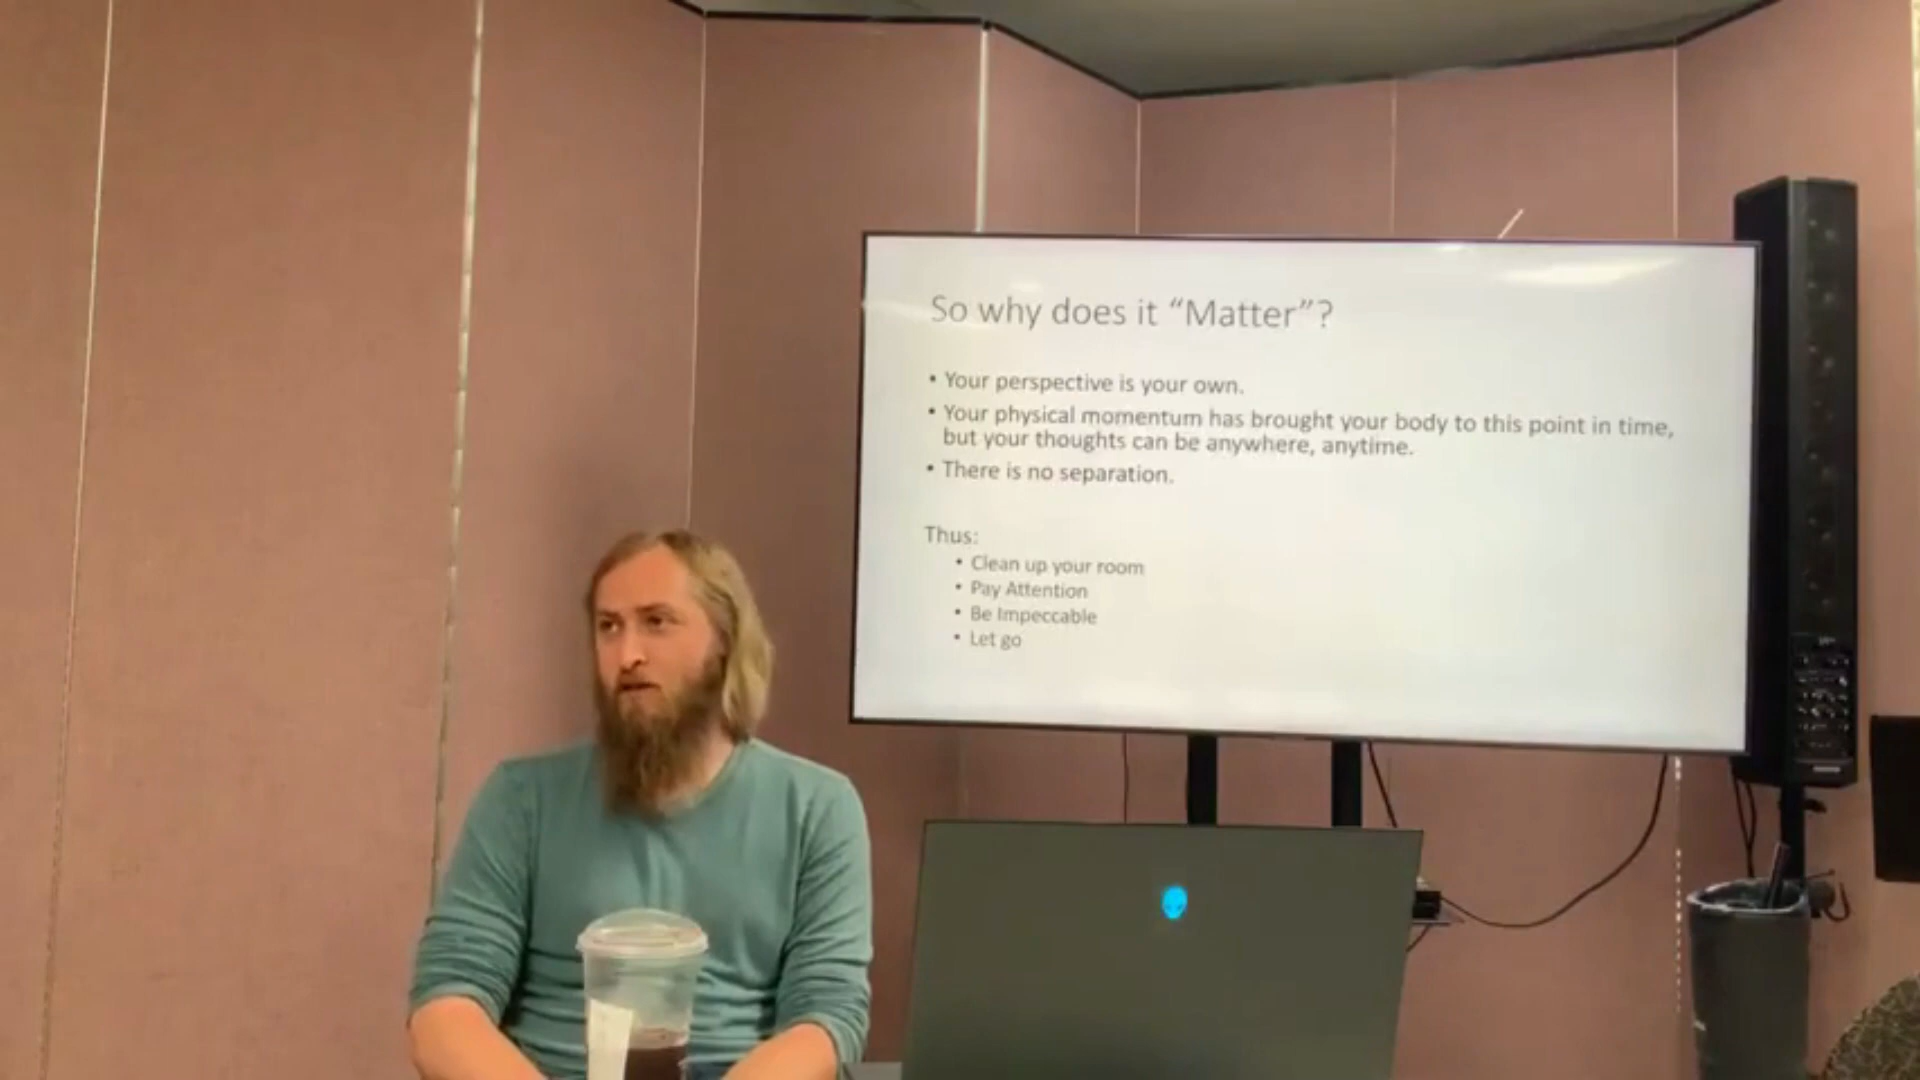 So why does it “Matter”?
• Your perspective is your own.
• Your physical momentum has brought your body to this point in time,
but your thoughts can be anywhere, anytime.
• There is no separation.
Thus:
• Clean up your room
• Pay Attention
• Be Impeccable
• Let go